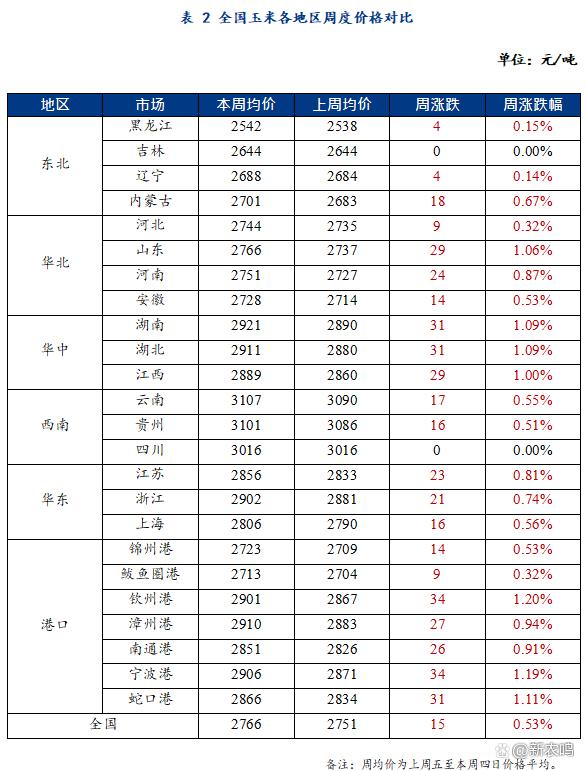 表 2 全国玉米各地区周度价格对比
单位：元/吨
地区 市场 本周均价 上周均价 周涨跌 周涨跌幅
东北 黑龙江 2542 2538 4 0.15%
吉林 2644 2644 0 0.00%
辽宁 2688 2684 4 0.14%
内蒙古 2701 2683 18 0.67%
华北 河北 2744 2735 9 0.32%
山东 2766 2737 29 1.06%
河南 2751 2727 24 0.87%
安徽 2728 2714 14 0.53%
华中 湖南 2921 2890 31 1.09%
湖北 2911 2880 31 1.09%
江西 2889 2860 29 1.00%
西南 云南 3107 3090 17 0.55%
贵州 3101 3086 16 0.51%
四川 3016 3016 0 0.00%
华东 江苏 2856 2833 23 0.81%
浙江 2902 2881 21 0.74%
上海 2806 2790 16 0.56%
港口 锦州港 2723 2709 14 0.53%
鲅鱼圈港 2713 2704 9 0.32%
钦州港 2901 2867 34 1.20%
漳州港 2910 2883 27 0.94%
南通港 2851 2826 26 0.91%
宁波港 2906 2871 34 1.19%
蛇口港 2866 2834 31 1.11%
全国 2766 2751 15 0.53%
新农鸣
备注：周均价为上周五至本周四日价格平均。